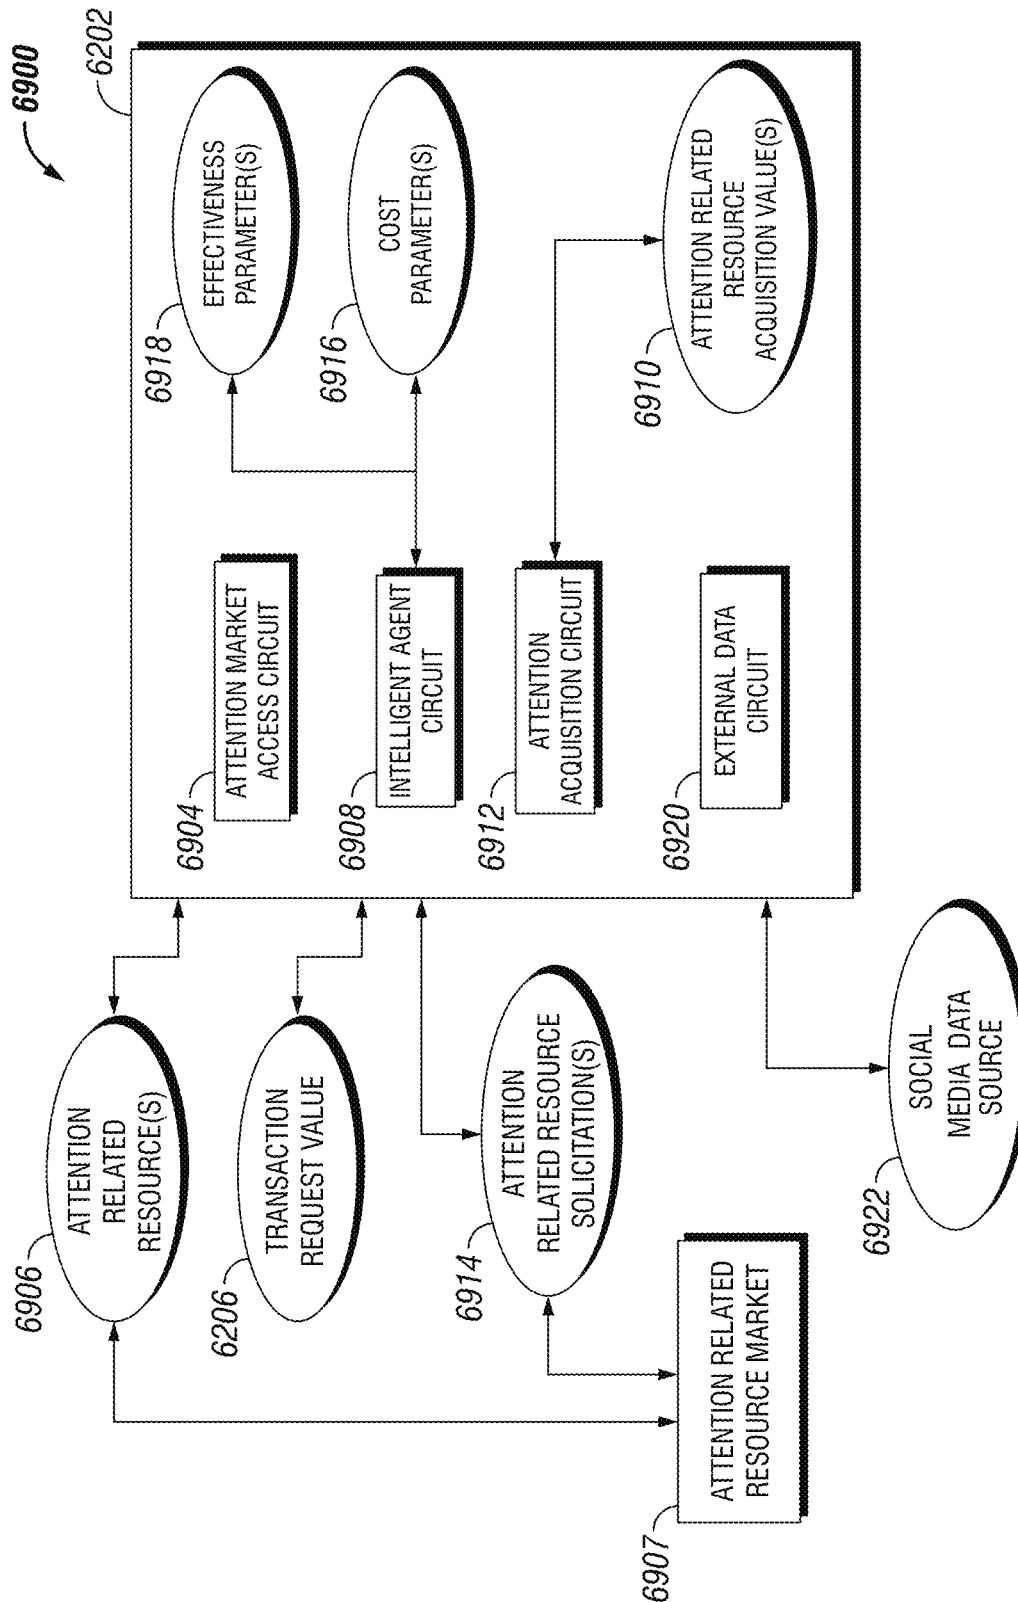 6900
6202
6906
ATTENTION
RELATED
RESOURCE(S)
6206
TRANSACTION
REQUEST VALUE
6914
ATTENTION
RELATED RESOURCE
SOLICITATION(S)
6907
ATTENTION RELATED
RESOURCE MARKET
6922
SOCIAL
MEDIA DATA
SOURCE
6904
ATTENTION MARKET
ACCESS CIRCUIT
6908
INTELLIGENT AGENT
CIRCUIT
6912
ATTENTION
ACQUISITION CIRCUIT
6920
EXTERNAL DATA
CIRCUIT
6918
EFFECTIVENESS
PARAMETER(S)
6916
COST
PARAMETER(S)
6910
ATTENTION RELATED
RESOURCE
ACQUISITION VALUE(S)